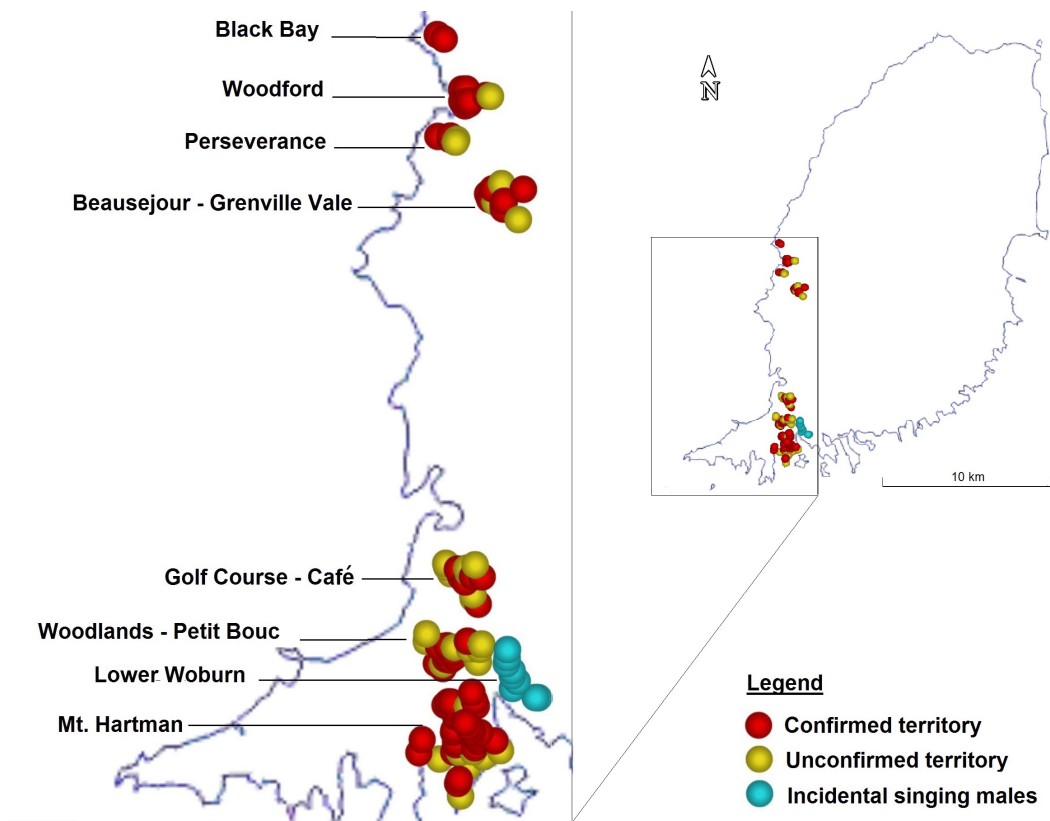 Black Bay
Woodford
Perseverance
Beausejour - Grenville Vale
Golf Course - Café
Woodlands - Petit Bouc
Lower Woburn
Mt. Hartman
N
10 km
Legend
Confirmed territory
Unconfirmed territory
Incidental singing males